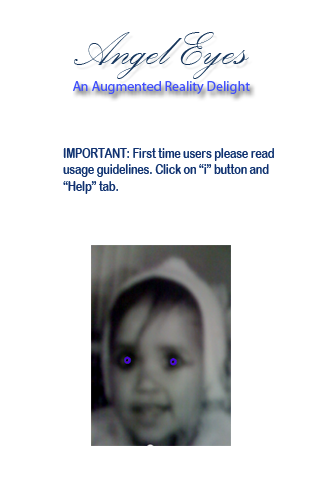 Angel Eyes
An Augmented Reality Delight
IMPORTANT: First time users please read
usage guidelines. Click on “i” button and
“Help” tab.